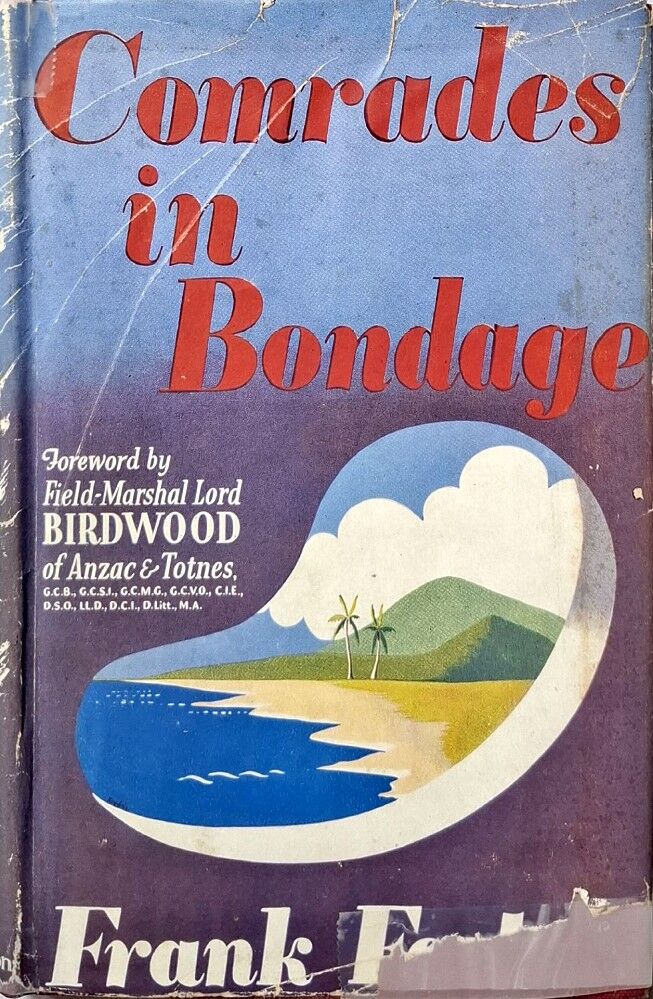 Comrades
in
Bondage
Foreword by
Field-Marshal Lord
BIRDWOOD
of Anzac & Totnes,
G.C.B., G.C.S.I., G.C.M.G., G.C.V.O., C.I.E.,
D.S.O., LL.D., D.C.L., D.Litt., M.A.
Frank